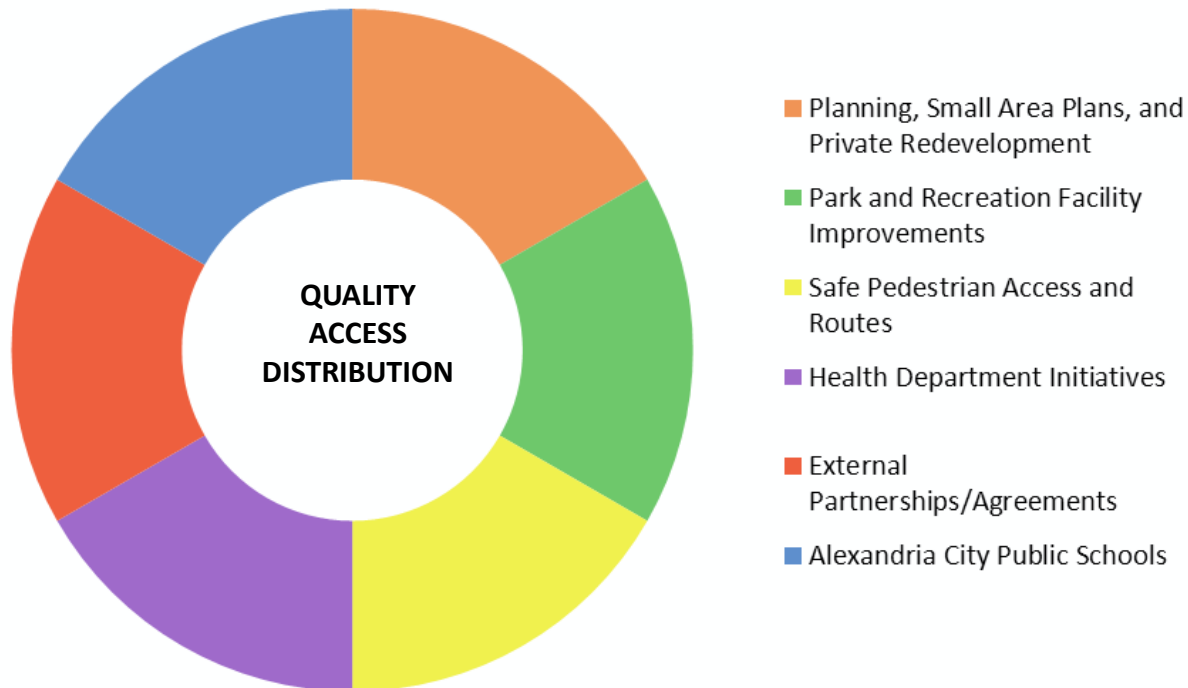 QUALITY
ACCESS
DISTRIBUTION
Planning, Small Area Plans, and
Private Redevelopment
Park and Recreation Facility
Improvements
Safe Pedestrian Access and
Routes
Health Department Initiatives
External
Partnerships/Agreements
Alexandria City Public Schools